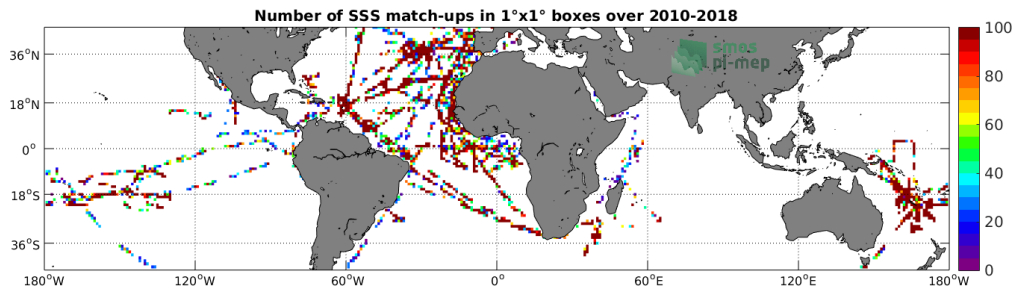 Number of SSS match-ups in 1°x1° boxes over 2010-2018
smos
pi-mep
36°N
18°N
0°
18°S
36°S
180°W
120°W
60°W
0°
60°E
120°E
180°W
100
80
60
40
20
0